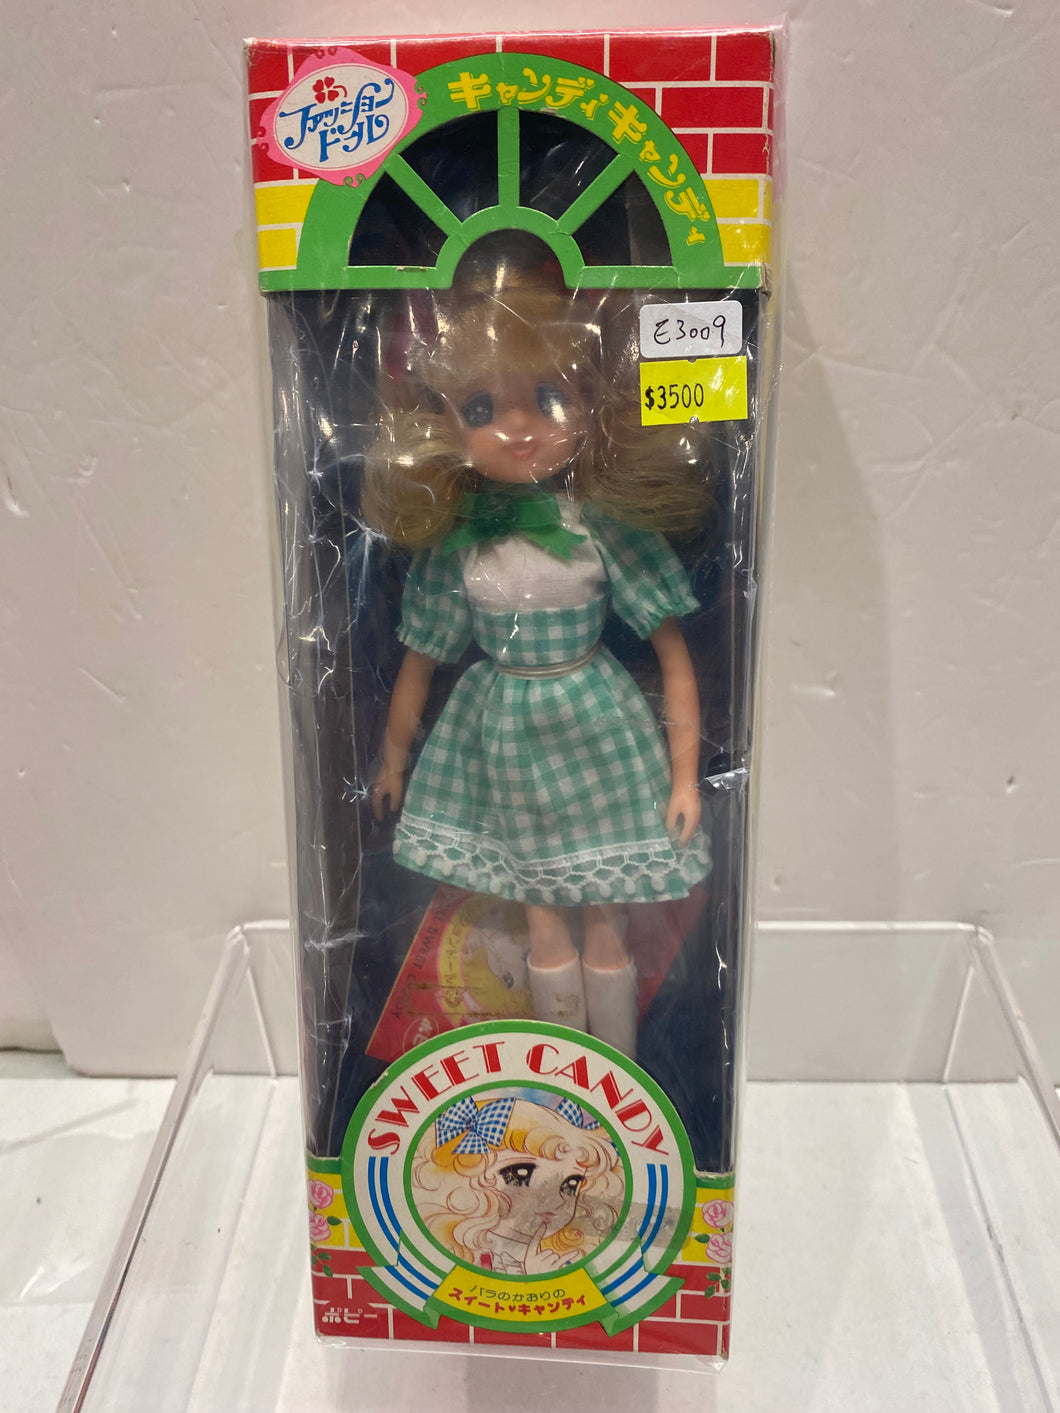 ファッション
ドール
キャンディキャンディ
E3009
$3500
SWEET CANDY
SWEET CANDY
バラのかおりの
スイート♥キャンディ
ポピー